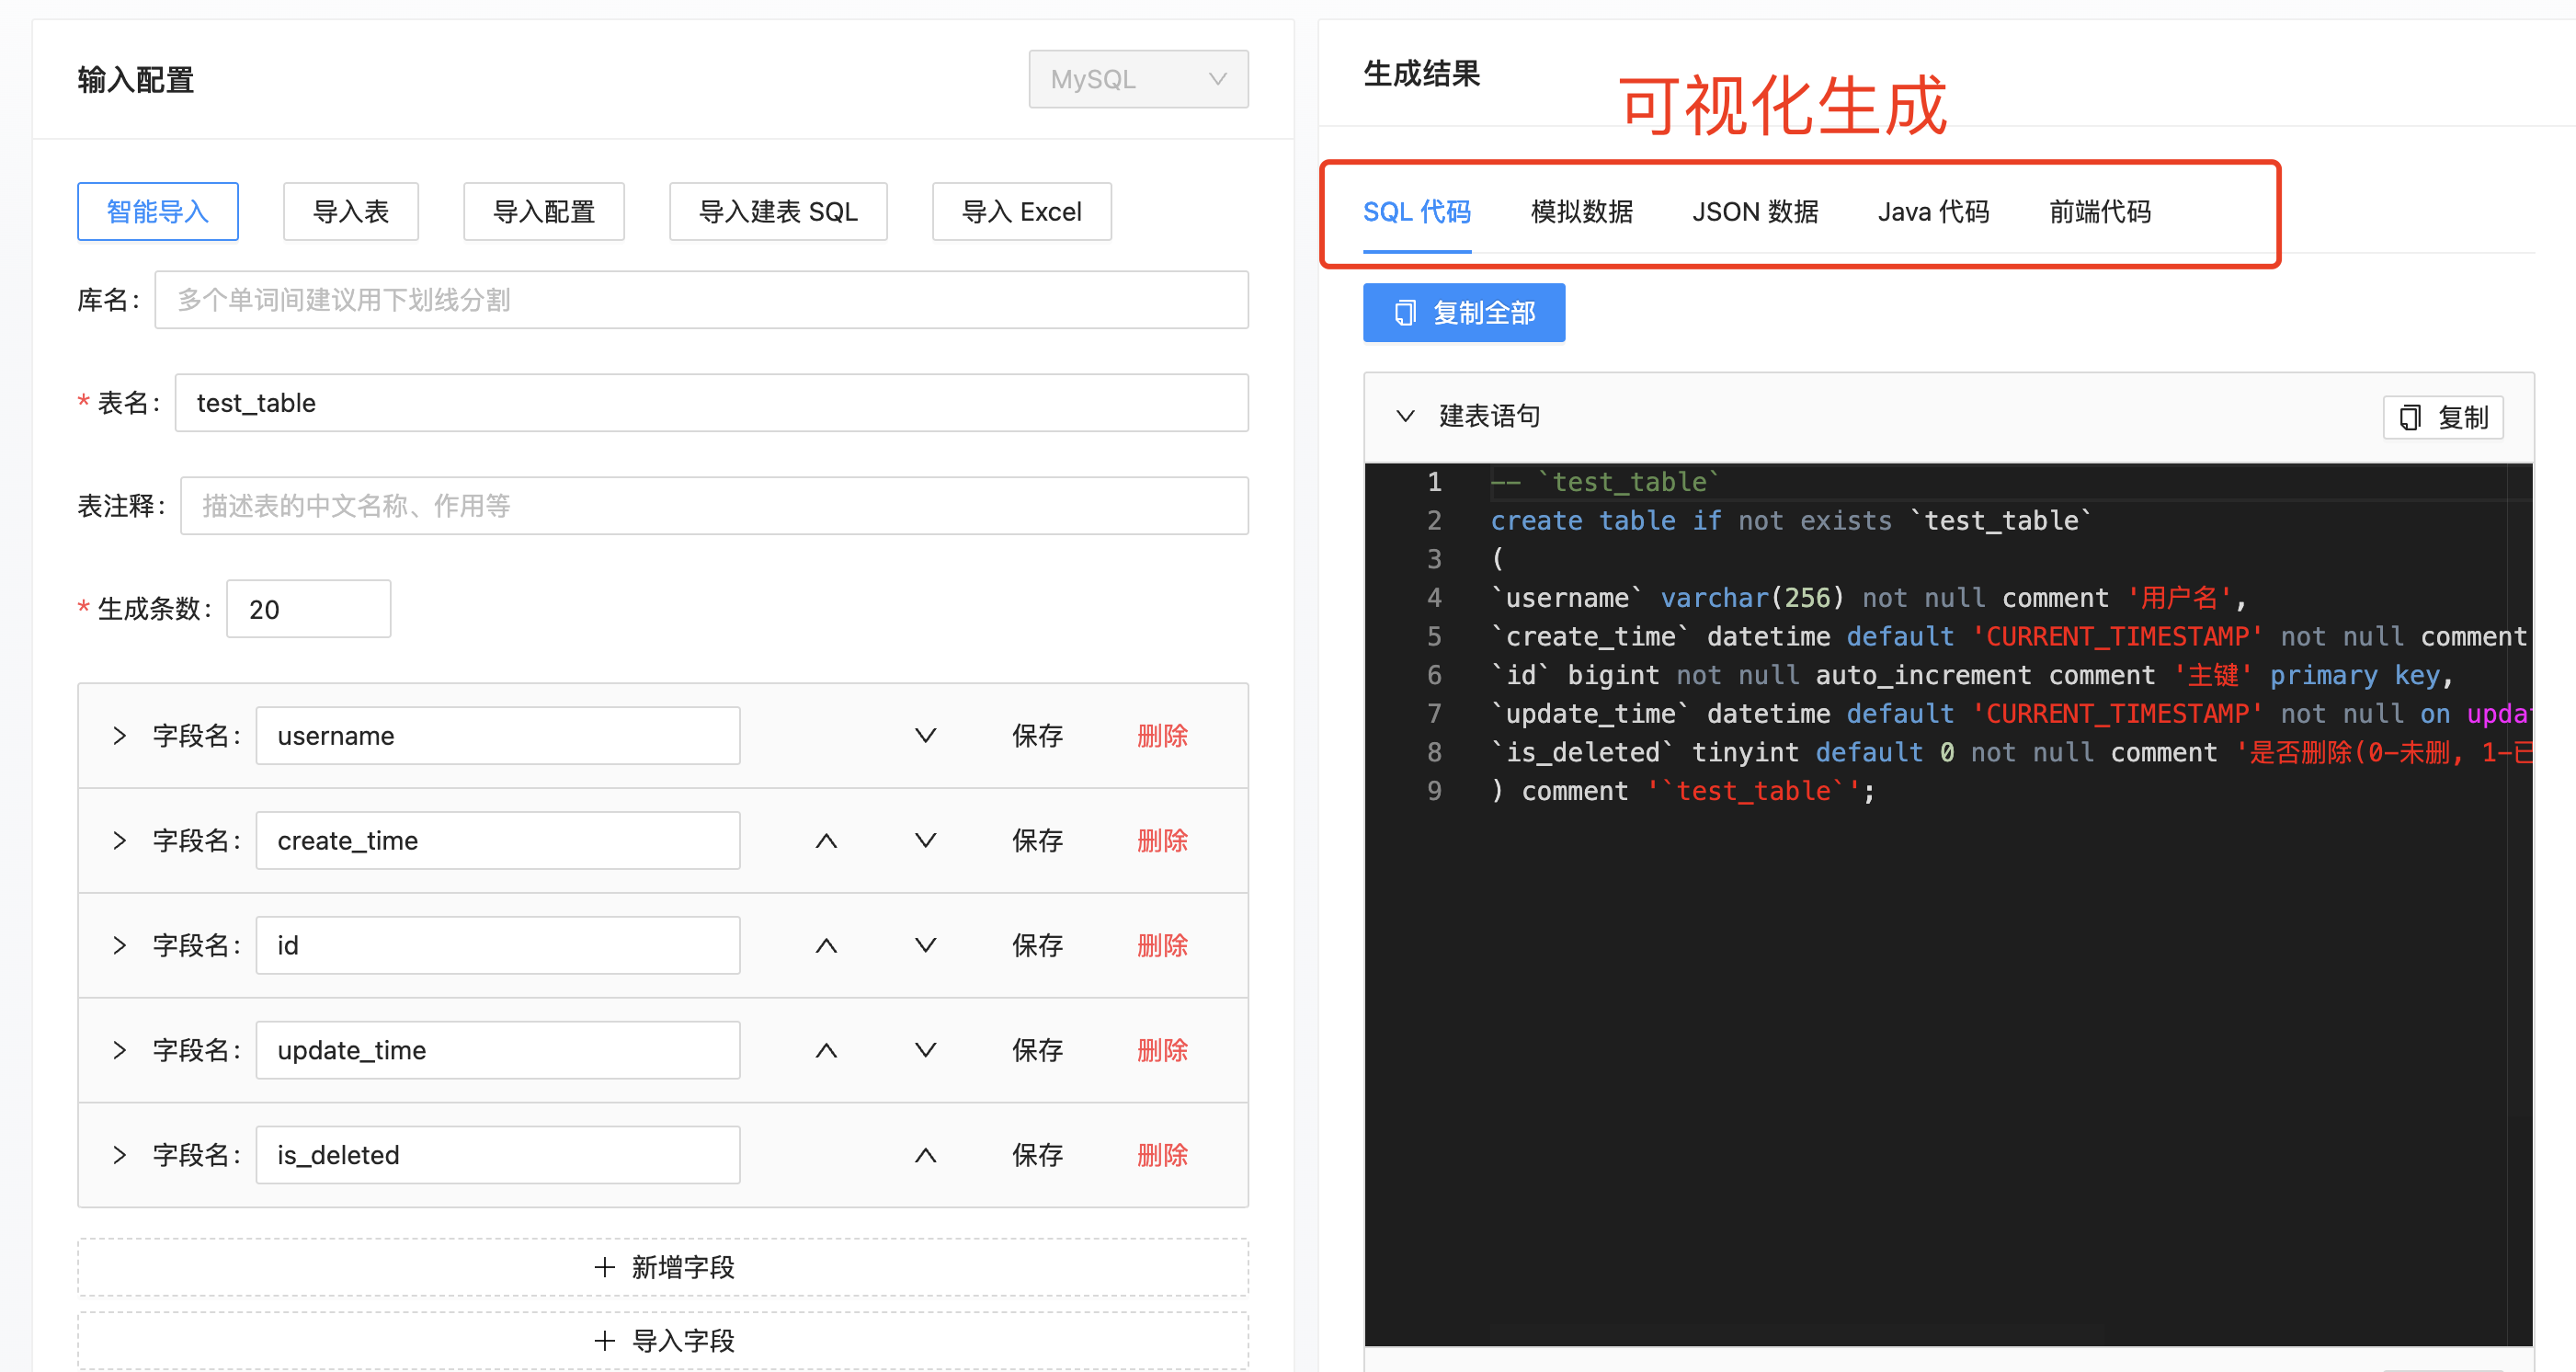 输入配置
MySQL
智能导入 导入表 导入配置 导入建表 SQL 导入 Excel
库名: 多个单词间建议用下划线分割
* 表名: test_table
表注释: 描述表的中文名称、作用等
* 生成条数: 20
字段名: username 保存 删除
字段名: create_time 保存 删除
字段名: id 保存 删除
字段名: update_time 保存 删除
字段名: is_deleted 保存 删除
+ 新增字段
+ 导入字段
生成结果
可视化生成
SQL 代码 模拟数据 JSON 数据 Java 代码 前端代码
复制全部
建表语句 复制
1 -- `test_table`
2 create table if not exists `test_table`
3 (
4 `username` varchar(256) not null comment '用户名',
5 `create_time` datetime default 'CURRENT_TIMESTAMP' not null comment
6 `id` bigint not null auto_increment comment '主键' primary key,
7 `update_time` datetime default 'CURRENT_TIMESTAMP' not null on upda
8 `is_deleted` tinyint default 0 not null comment '是否删除(0-未删, 1-已
9 ) comment '`test_table`';